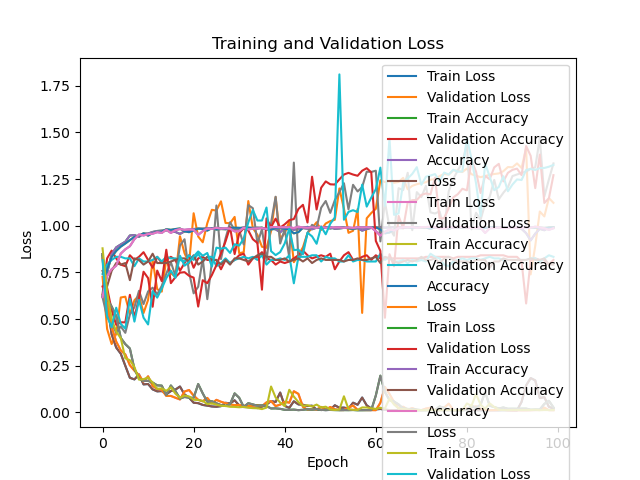 Training and Validation Loss
Loss
1.75
1.50
1.25
1.00
0.75
0.50
0.25
0.00
0
20
40
60
80
100
Epoch
Train Loss
Validation Loss
Train Accuracy
Validation Accuracy
Accuracy
Loss
Train Loss
Validation Loss
Train Accuracy
Validation Accuracy
Accuracy
Loss
Train Loss
Validation Loss
Train Accuracy
Validation Accuracy
Accuracy
Loss
Train Loss
Validation Loss